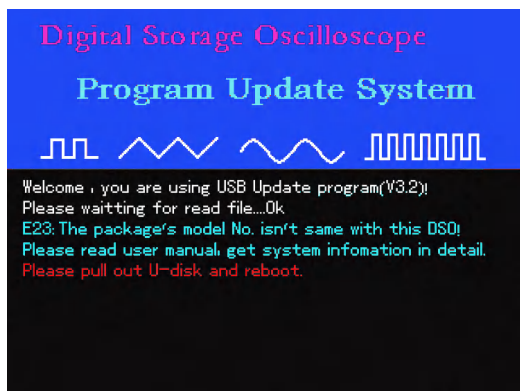 Digital Storage Oscilloscope
Program Update System
Welcome , you are using USB Update program(V3.2)!
Please waitting for read file....Ok
E23: The package's model No. isn't same with this DSO!
Please read user manual, get system infomation in detail.
Please pull out U-disk and reboot.